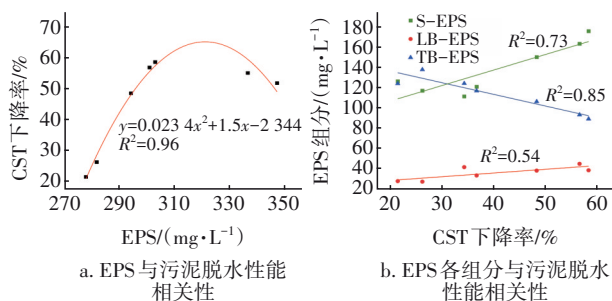 CST下降率/%
70
60
50
40
30
20
y=0.023 4x²+1.5x−2 344
R²=0.96
270 290 310 330 350
EPS/(mg·L⁻¹)
a. EPS与污泥脱水性能
相关性
EPS组分/(mg·L⁻¹)
S-EPS
LB-EPS
TB-EPS
200
180
160
140
120
100
80
60
40
20
R²=0.73
R²=0.85
R²=0.54
20 30 40 50 60
CST下降率/%
b. EPS各组分与污泥脱水
性能相关性